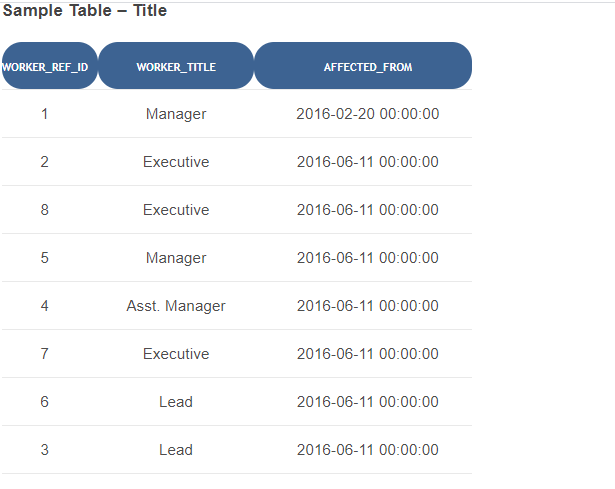 Sample Table – Title
WORKER_REF_ID WORKER_TITLE AFFECTED_FROM
1 Manager 2016-02-20 00:00:00
2 Executive 2016-06-11 00:00:00
8 Executive 2016-06-11 00:00:00
5 Manager 2016-06-11 00:00:00
4 Asst. Manager 2016-06-11 00:00:00
7 Executive 2016-06-11 00:00:00
6 Lead 2016-06-11 00:00:00
3 Lead 2016-06-11 00:00:00